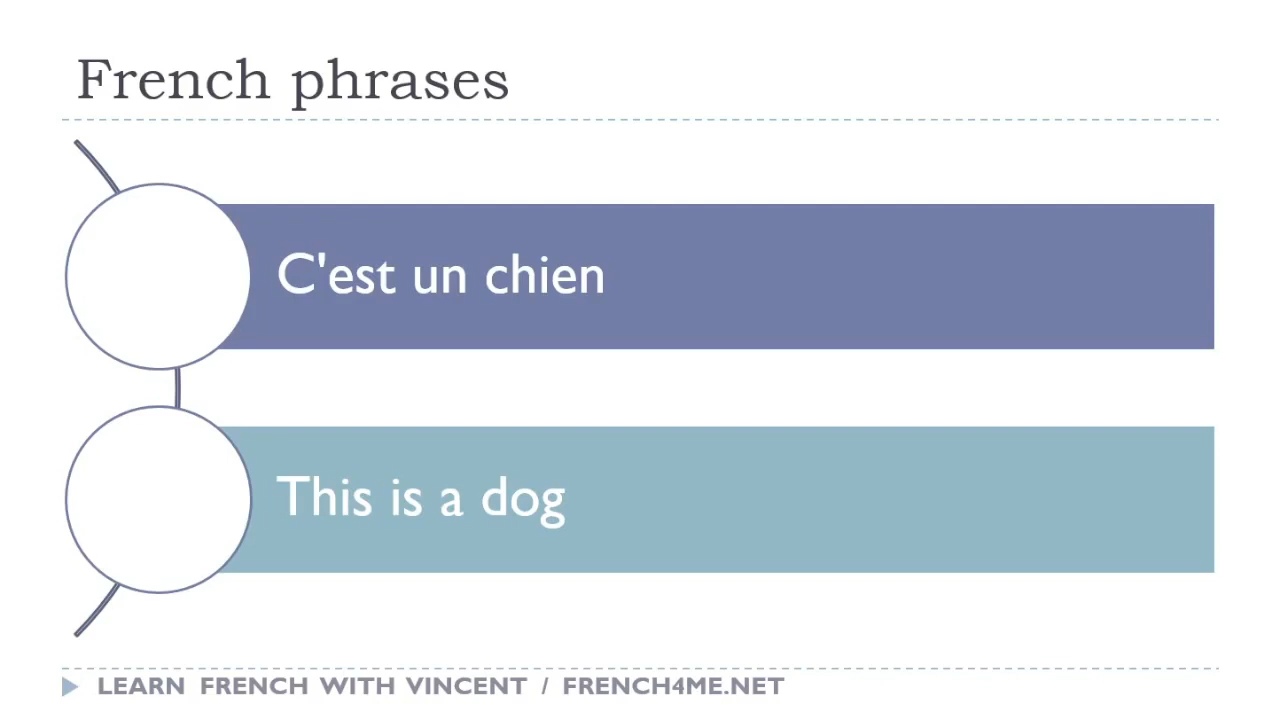 French phrases
C'est un chien
This is a dog
LEARN FRENCH WITH VINCENT / FRENCH4ME.NET